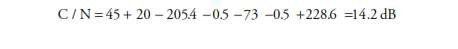 C / N = 45 + 20 − 205.4 − 0.5 − 73 − 0.5 + 228.6 = 14.2 dB